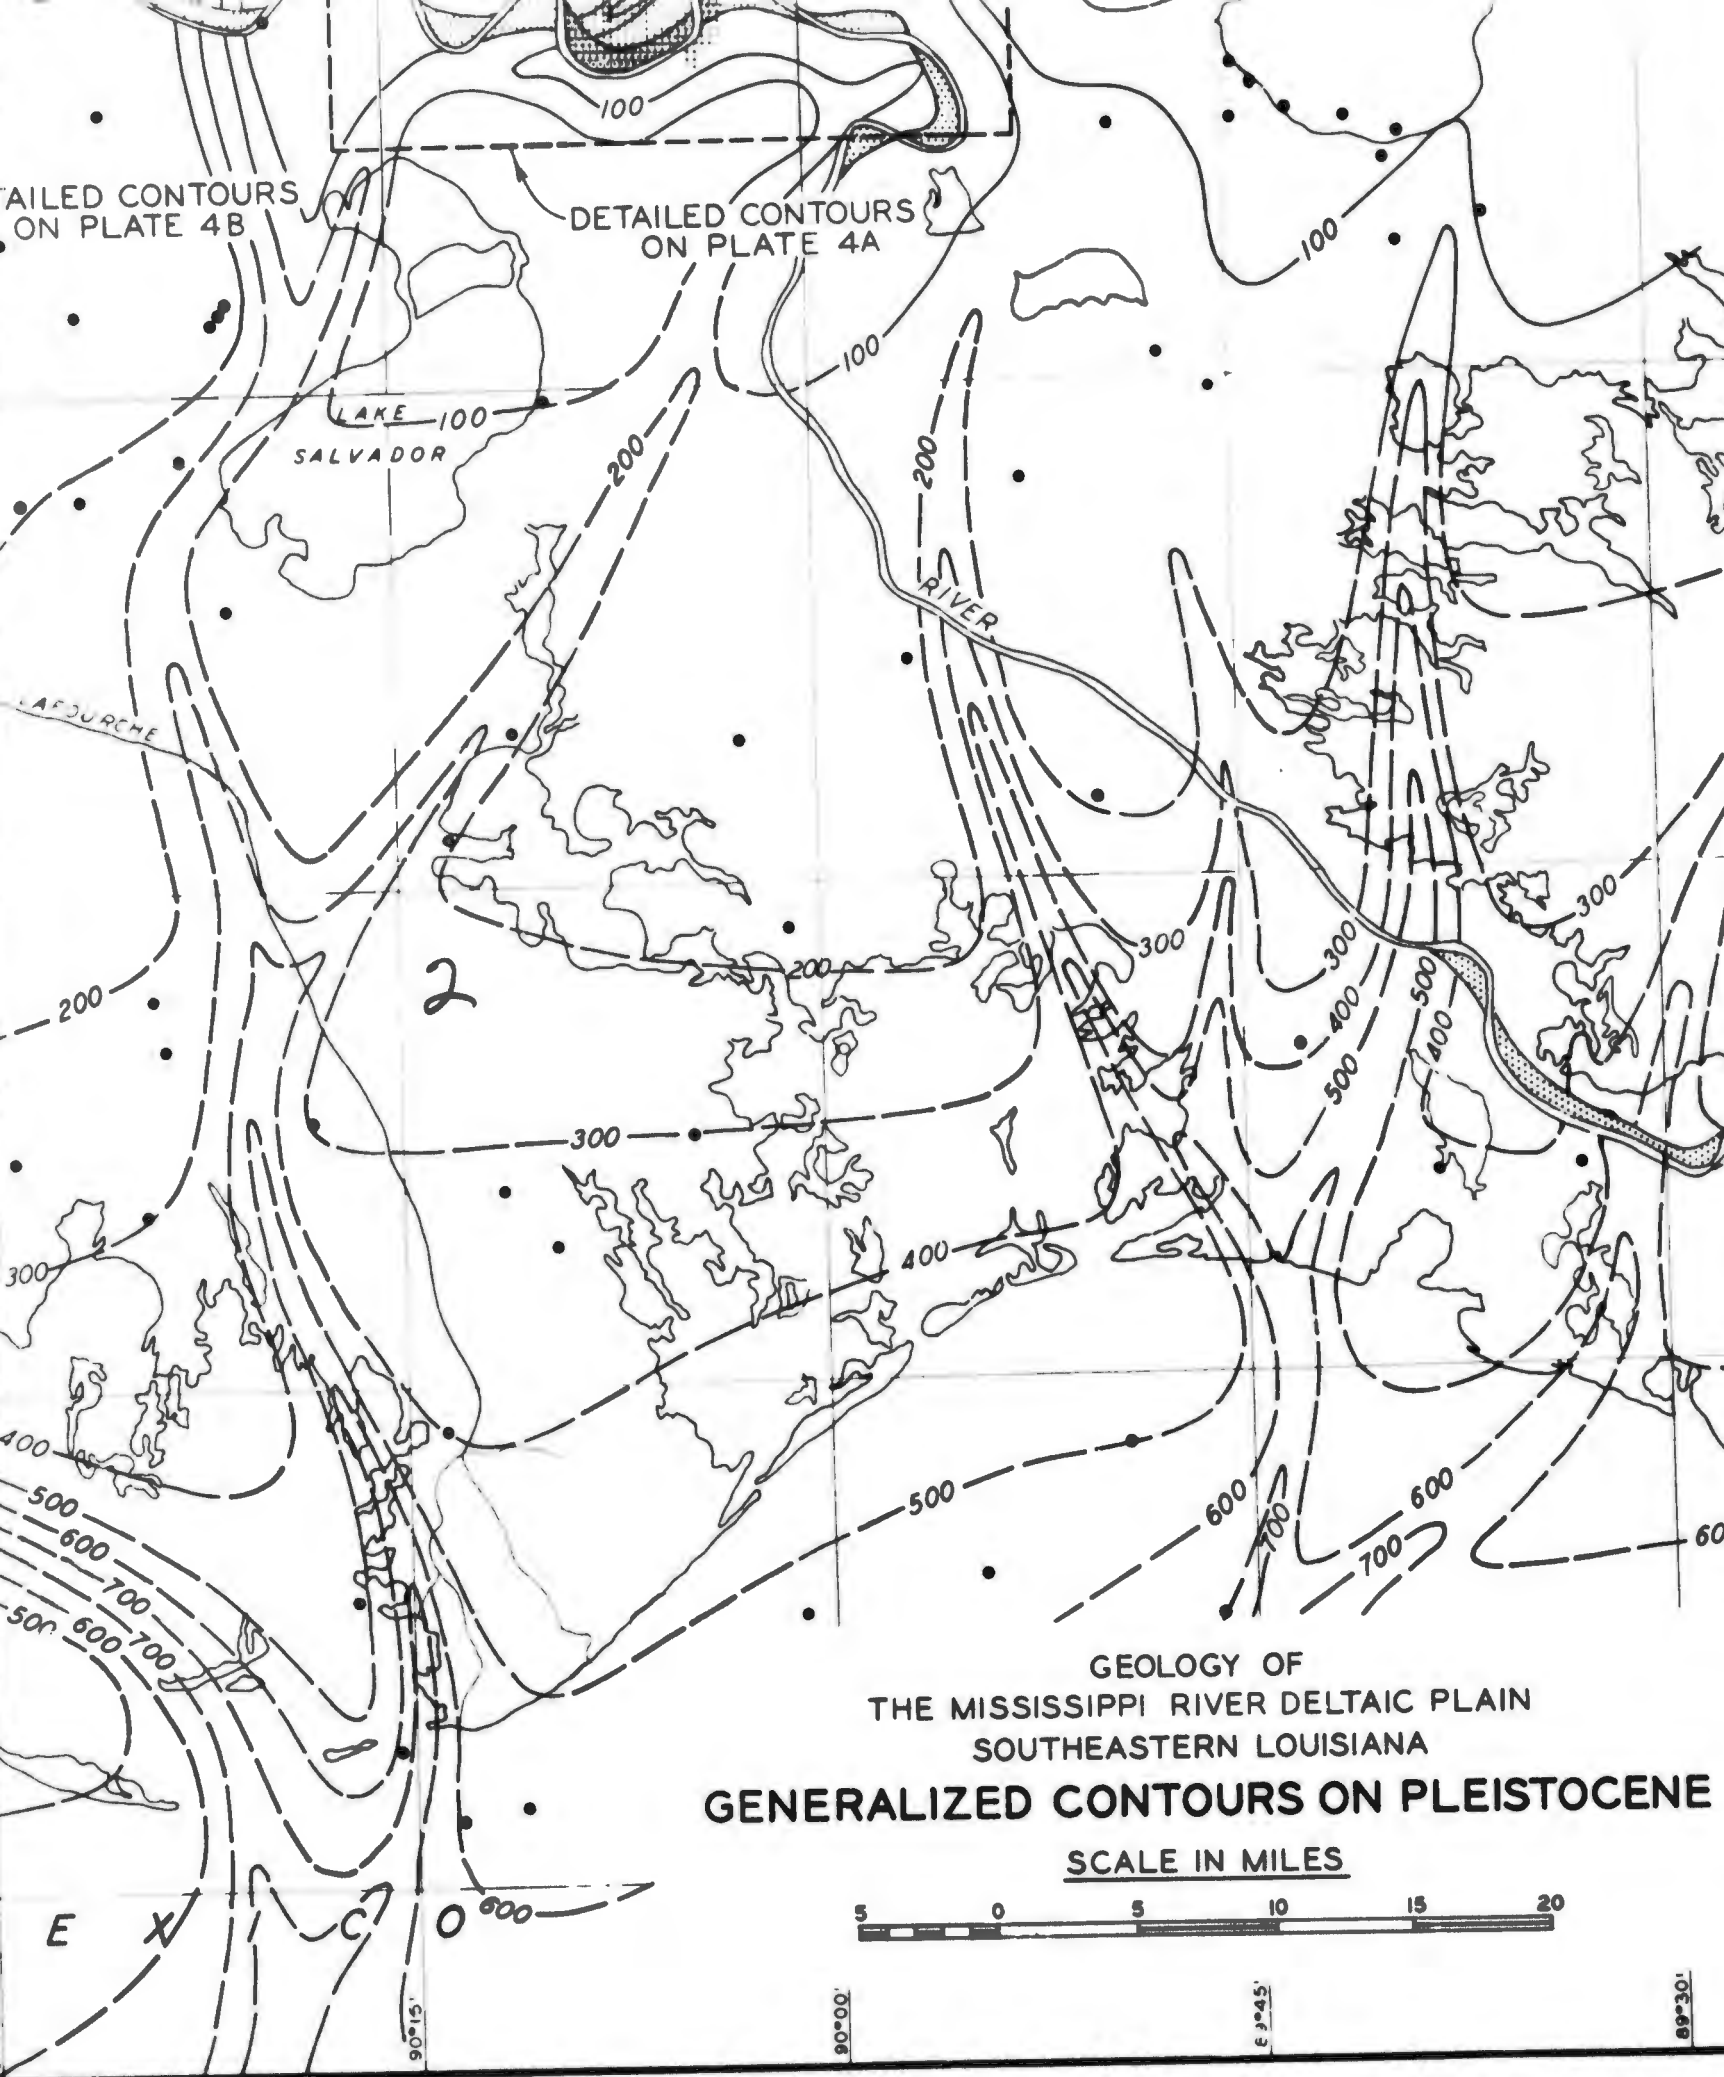 100
AILED CONTOURS
ON PLATE 4B
DETAILED CONTOURS
ON PLATE 4A
100
100
LAKE
100
SALVADOR
200
200
RIVER
LAFOURCHE
300
300
300
200
200
2
500
400
400
500
300
400
300
400
500
600
700
500
600
700
500
600
700
600
700
60
GEOLOGY OF
THE MISSISSIPPI RIVER DELTAIC PLAIN
SOUTHEASTERN LOUISIANA
GENERALIZED CONTOURS ON PLEISTOCENE
SCALE IN MILES
5 0 5 10 15 20
600
E X C O
90°15'
90°00'
89°45'
89°30'